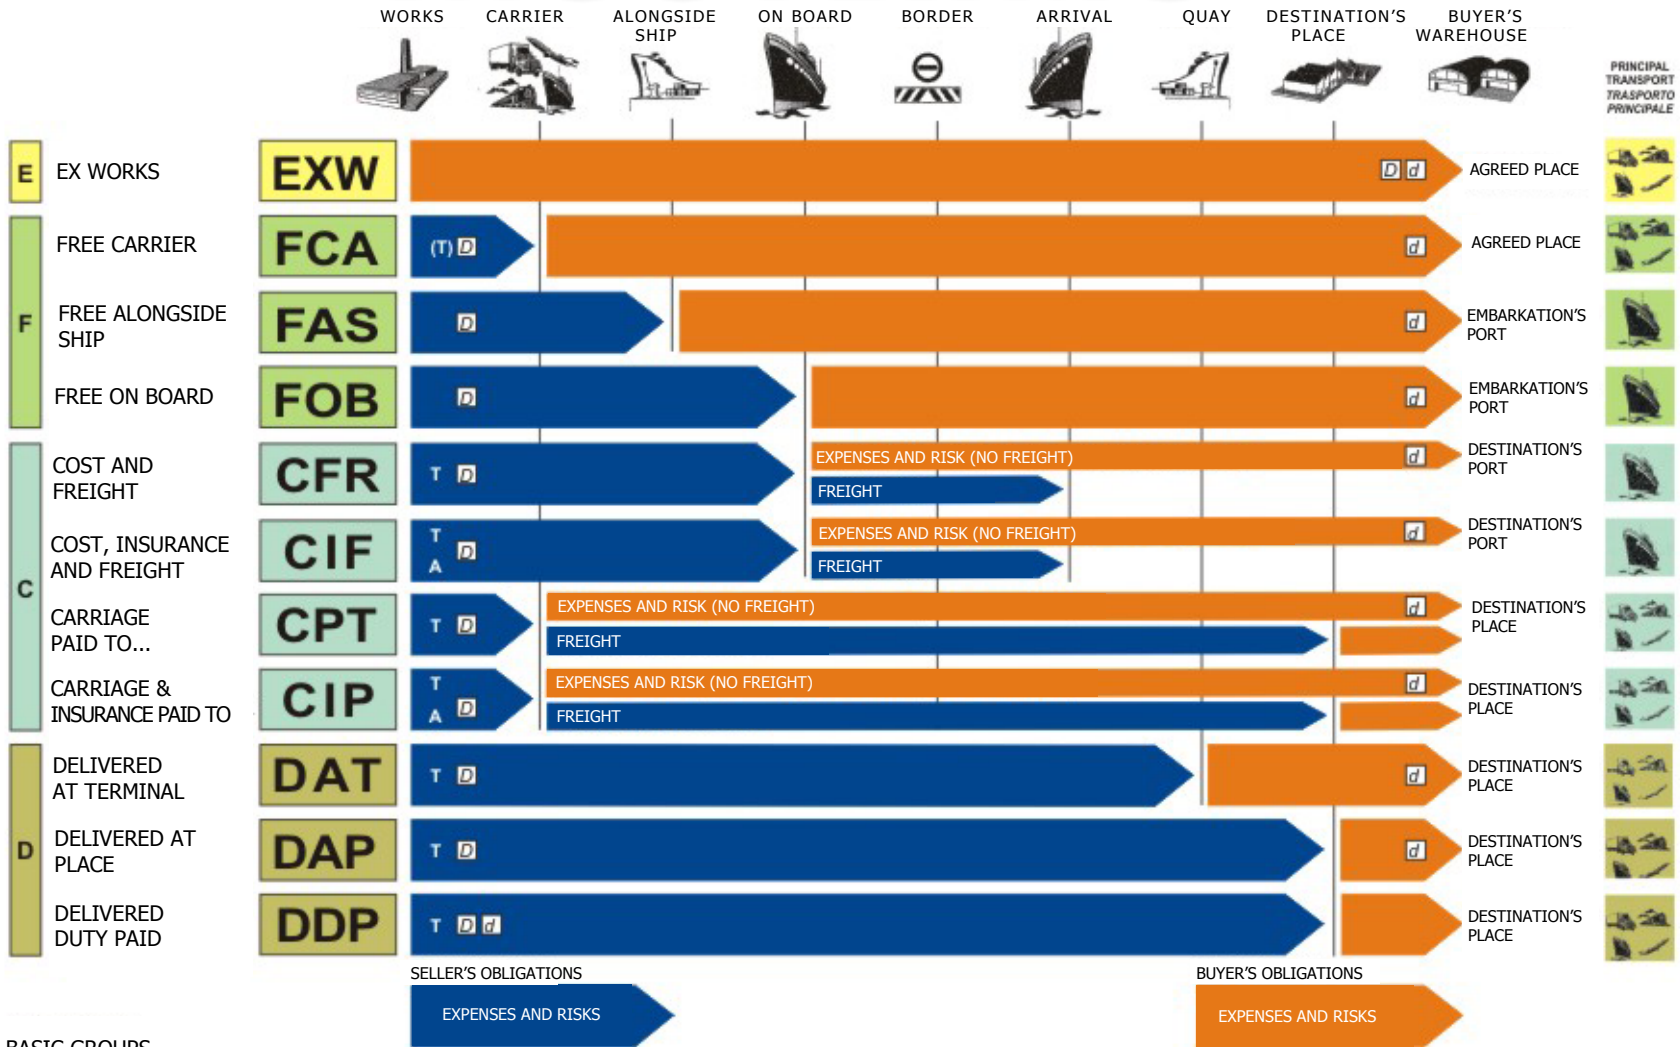 WORKS
CARRIER
ALONGSIDE
SHIP
ON BOARD
BORDER
ARRIVAL
QUAY
DESTINATION'S
PLACE
BUYER'S
WAREHOUSE
PRINCIPAL
TRANSPORT
TRASPORTO
PRINCIPALE
E
EX WORKS
EXW
D d
AGREED PLACE
F
FREE CARRIER
FCA
(T) D
d
AGREED PLACE
FREE ALONGSIDE
SHIP
FAS
D
d
EMBARKATION'S
PORT
FREE ON BOARD
FOB
D
d
EMBARKATION'S
PORT
C
COST AND
FREIGHT
CFR
T D
EXPENSES AND RISK (NO FREIGHT)
d
FREIGHT
DESTINATION'S
PORT
COST, INSURANCE
AND FREIGHT
CIF
T
A
D
EXPENSES AND RISK (NO FREIGHT)
d
FREIGHT
DESTINATION'S
PORT
CARRIAGE
PAID TO...
CPT
T D
EXPENSES AND RISK (NO FREIGHT)
d
FREIGHT
DESTINATION'S
PLACE
CARRIAGE &
INSURANCE PAID TO
CIP
T
A
D
EXPENSES AND RISK (NO FREIGHT)
d
FREIGHT
DESTINATION'S
PLACE
D
DELIVERED
AT TERMINAL
DAT
T D
d
DESTINATION'S
PLACE
DELIVERED AT
PLACE
DAP
T D
d
DESTINATION'S
PLACE
DELIVERED
DUTY PAID
DDP
T D d
DESTINATION'S
PLACE
SELLER'S OBLIGATIONS
EXPENSES AND RISKS
BUYER'S OBLIGATIONS
EXPENSES AND RISKS
BASIC GROUPS